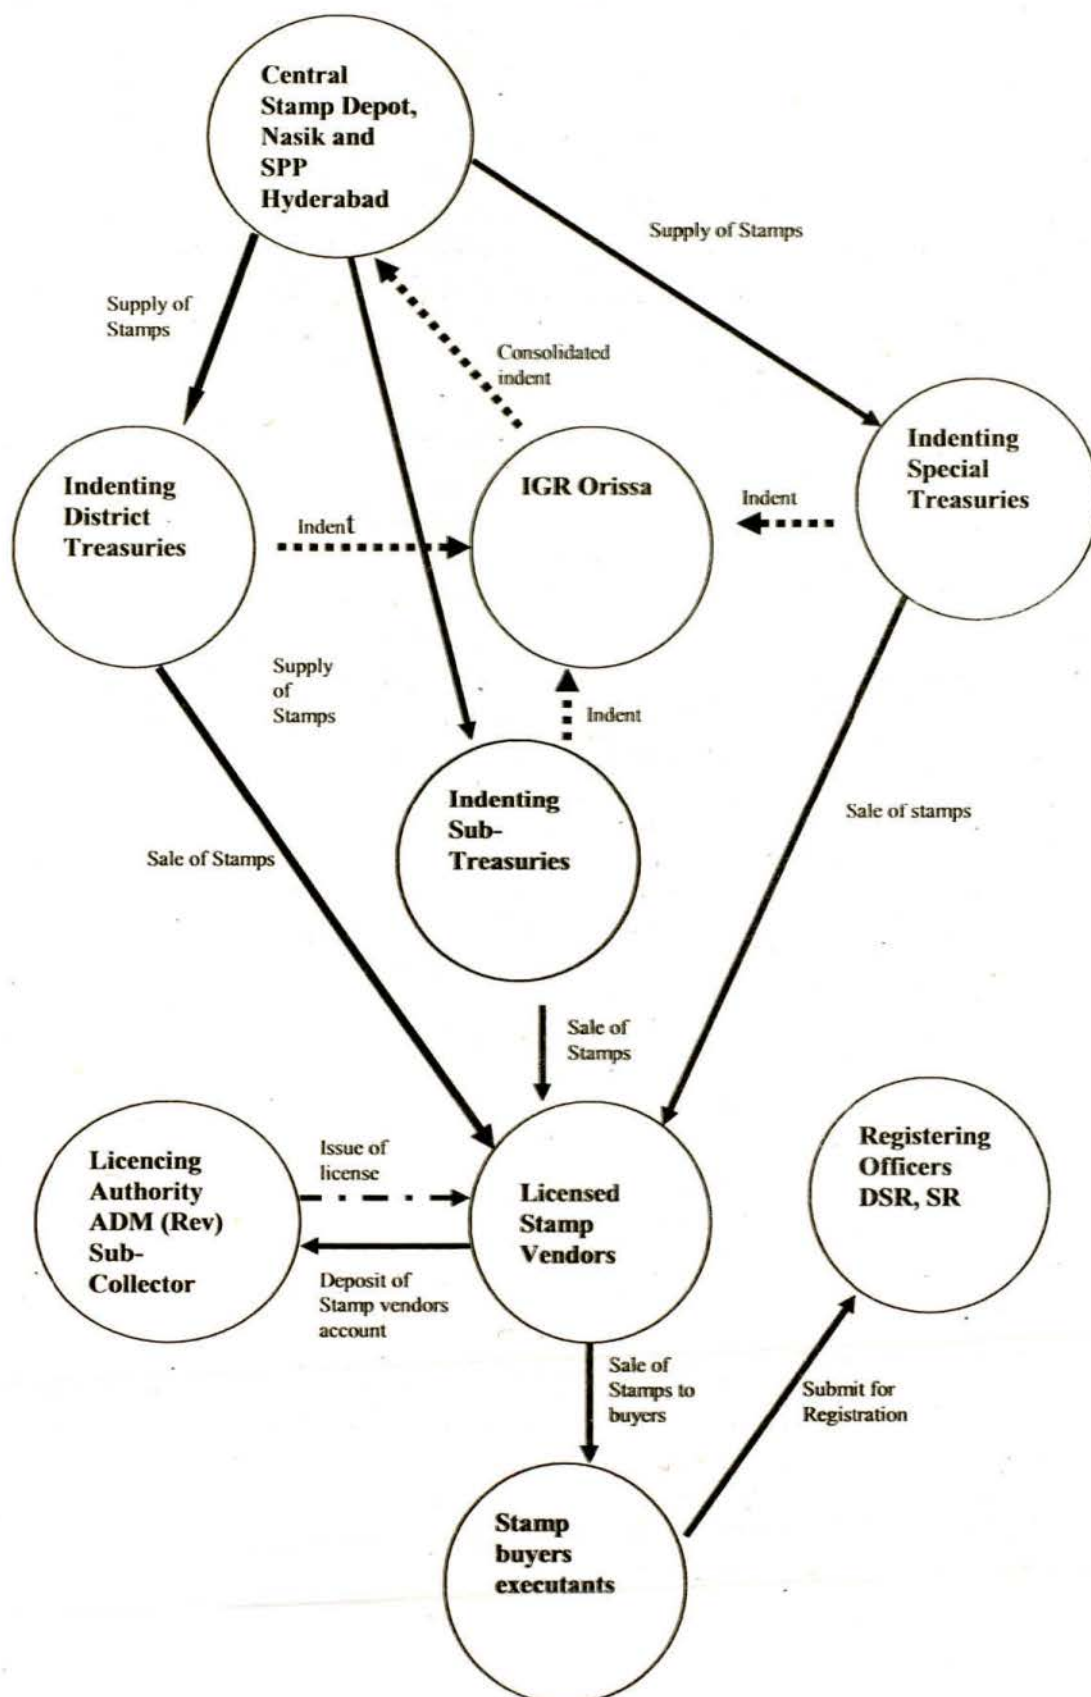 Central
Stamp Depot,
Nasik and
SPP
Hyderabad
Supply of Stamps
Supply of
Stamps
Consolidated
indent
Indenting
District
Treasuries
Indent
IGR Orissa
Indent
Indenting
Special
Treasuries
Supply
of
Stamps
Indent
Indenting
Sub-
Treasuries
Sale of Stamps
Sale of stamps
Sale of
Stamps
Licencing
Authority
ADM (Rev)
Sub-
Collector
Issue of
license
Deposit of
Stamp vendors
account
Licensed
Stamp
Vendors
Registering
Officers
DSR, SR
Sale of
Stamps to
buyers
Submit for
Registration
Stamp
buyers
executants